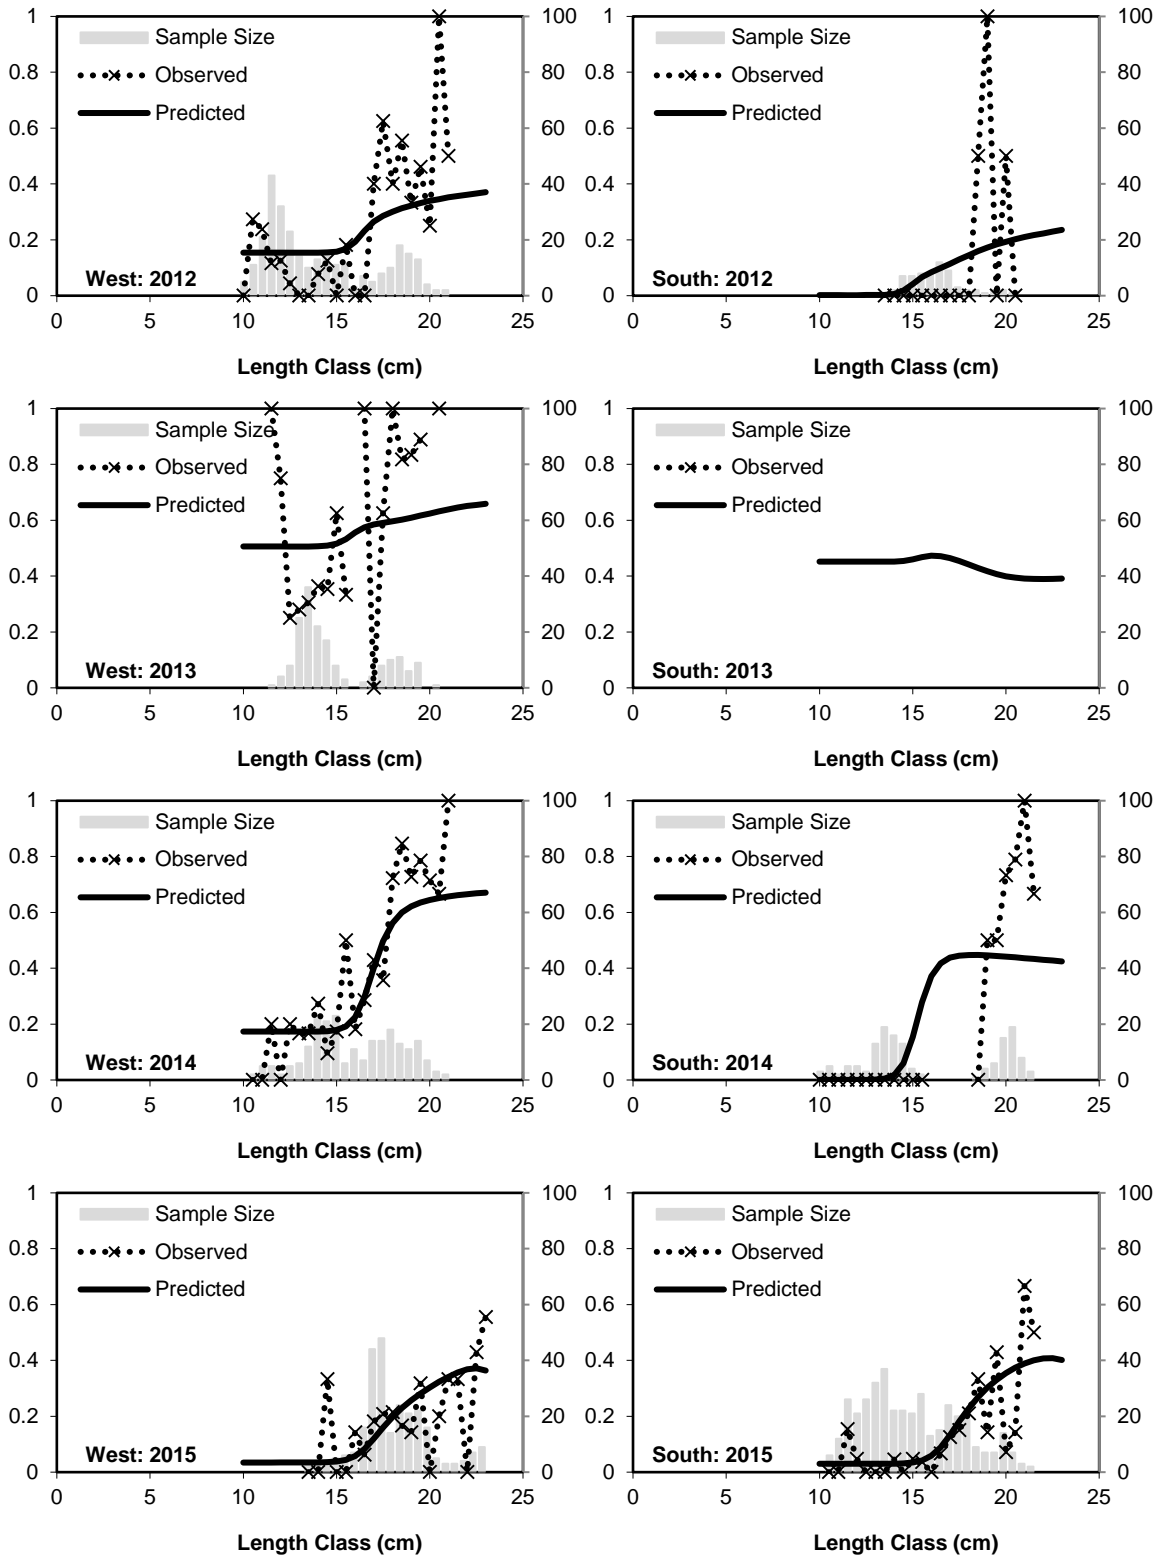 1 100 1 100
Sample Size Sample Size
0.8 80 0.8 80
Observed Observed
Predicted Predicted
0.6 60 0.6 60
0.4 40 0.4 40
0.2 20 0.2 20
West: 2012 South: 2012
0 0 0 0
0 5 10 15 20 25 0 5 10 15 20 25
Length Class (cm) Length Class (cm)
1 100 1 100
Sample Size Sample Size
0.8 80 0.8 80
Observed Observed
Predicted Predicted
0.6 60 0.6 60
0.4 40 0.4 40
0.2 20 0.2 20
West: 2013 South: 2013
0 0 0 0
0 5 10 15 20 25 0 5 10 15 20 25
Length Class (cm) Length Class (cm)
1 100 1 100
Sample Size Sample Size
0.8 80 0.8 80
Observed Observed
Predicted Predicted
0.6 60 0.6 60
0.4 40 0.4 40
0.2 20 0.2 20
West: 2014 South: 2014
0 0 0 0
0 5 10 15 20 25 0 5 10 15 20 25
Length Class (cm) Length Class (cm)
1 100 1 100
Sample Size Sample Size
0.8 80 0.8 80
Observed Observed
Predicted Predicted
0.6 60 0.6 60
0.4 40 0.4 40
0.2 20 0.2 20
West: 2015 South: 2015
0 0 0 0
0 5 10 15 20 25 0 5 10 15 20 25
Length Class (cm) Length Class (cm)